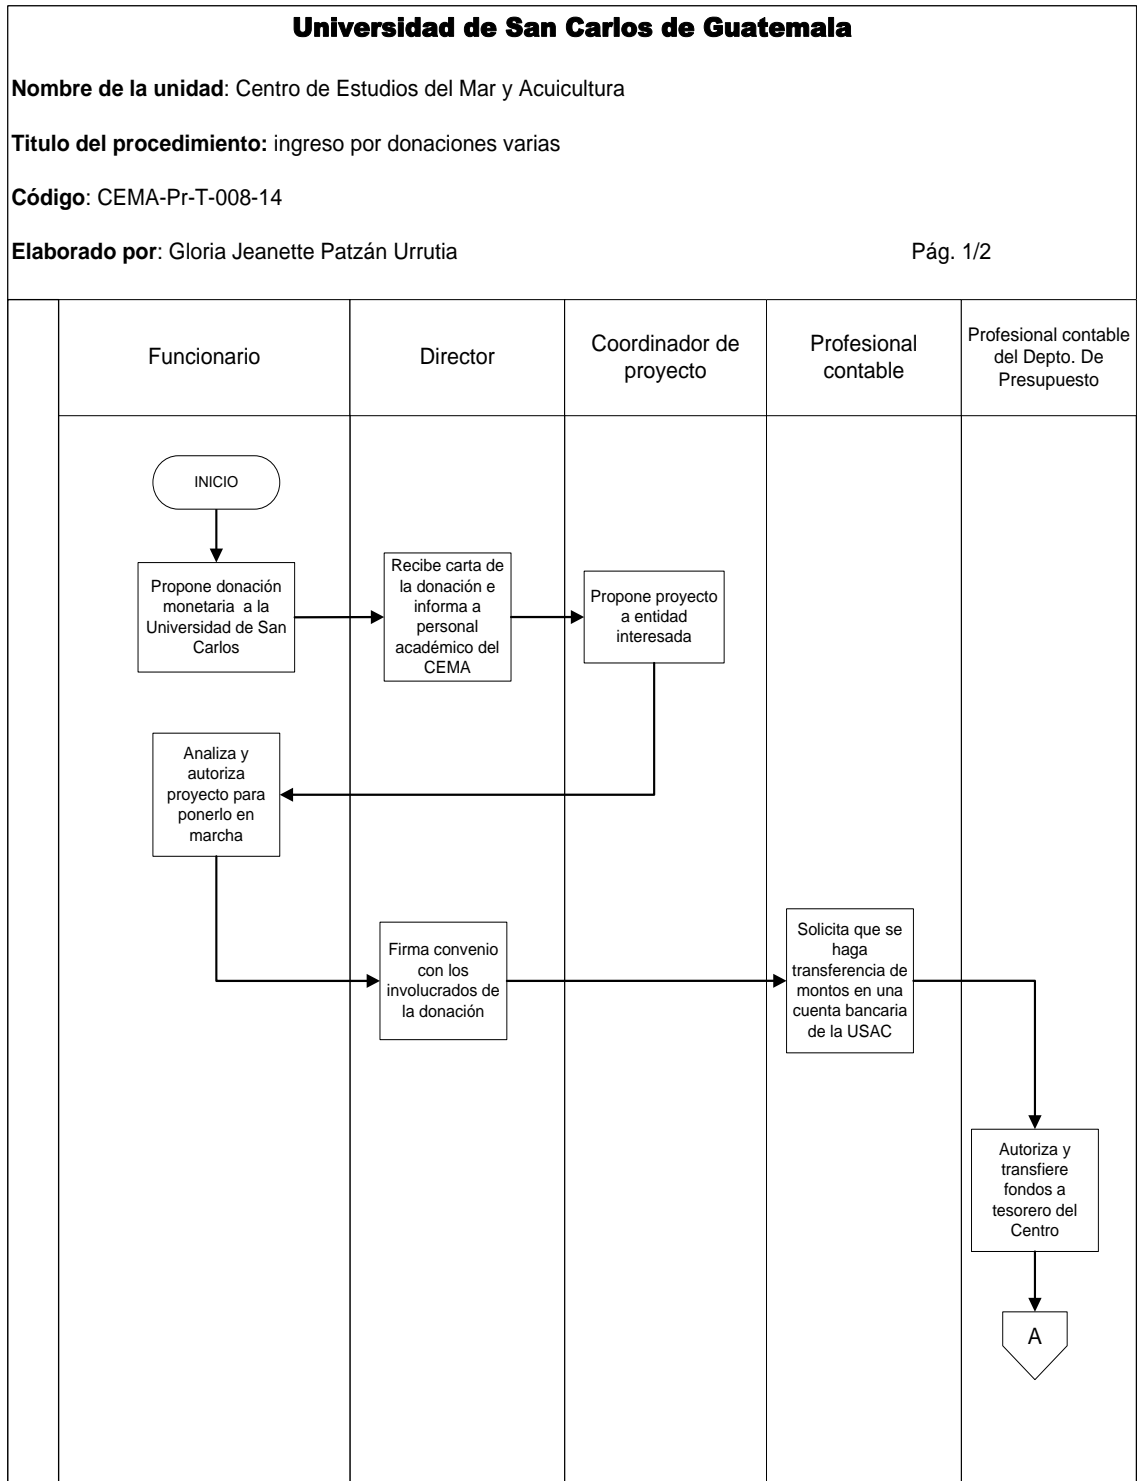 Universidad de San Carlos de Guatemala
Nombre de la unidad: Centro de Estudios del Mar y Acuicultura
Titulo del procedimiento: ingreso por donaciones varias
Código: CEMA-Pr-T-008-14
Elaborado por: Gloria Jeanette Patzán Urrutia
Pág. 1/2
Funcionario
Director
Coordinador de
proyecto
Profesional
contable
Profesional contable
del Depto. De
Presupuesto
INICIO
Propone donación
monetaria a la
Universidad de San
Carlos
Recibe carta de
la donación e
informa a
personal
académico del
CEMA
Propone proyecto
a entidad
interesada
Analiza y
autoriza
proyecto para
ponerlo en
marcha
Firma convenio
con los
involucrados de
la donación
Solicita que se
haga
transferencia de
montos en una
cuenta bancaria
de la USAC
Autoriza y
transfiere
fondos a
tesorero del
Centro
A